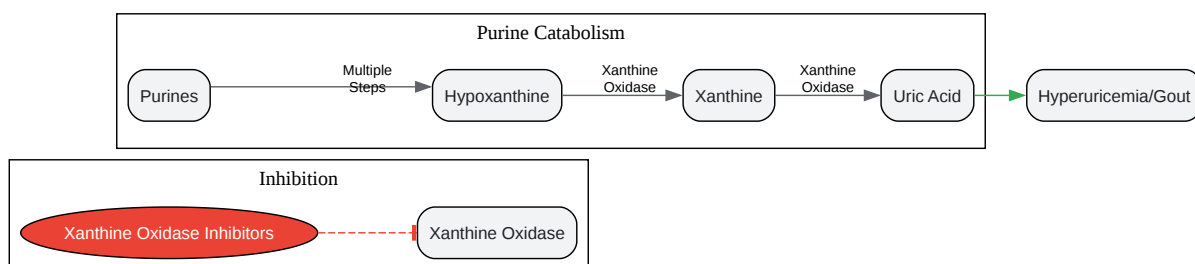 Purine Catabolism
Purines
Multiple
Steps
Hypoxanthine
Xanthine
Oxidase
Xanthine
Xanthine
Oxidase
Uric Acid
Hyperuricemia/Gout
Inhibition
Xanthine Oxidase Inhibitors
Xanthine Oxidase